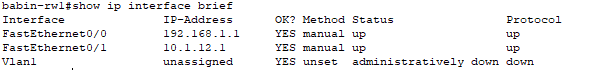 babin-rw1#show ip interface brief
Interface IP-Address OK? Method Status Protocol
FastEthernet0/0 192.168.1.1 YES manual up up
FastEthernet0/1 10.1.12.1 YES manual up up
Vlan1 unassigned YES unset administratively down down